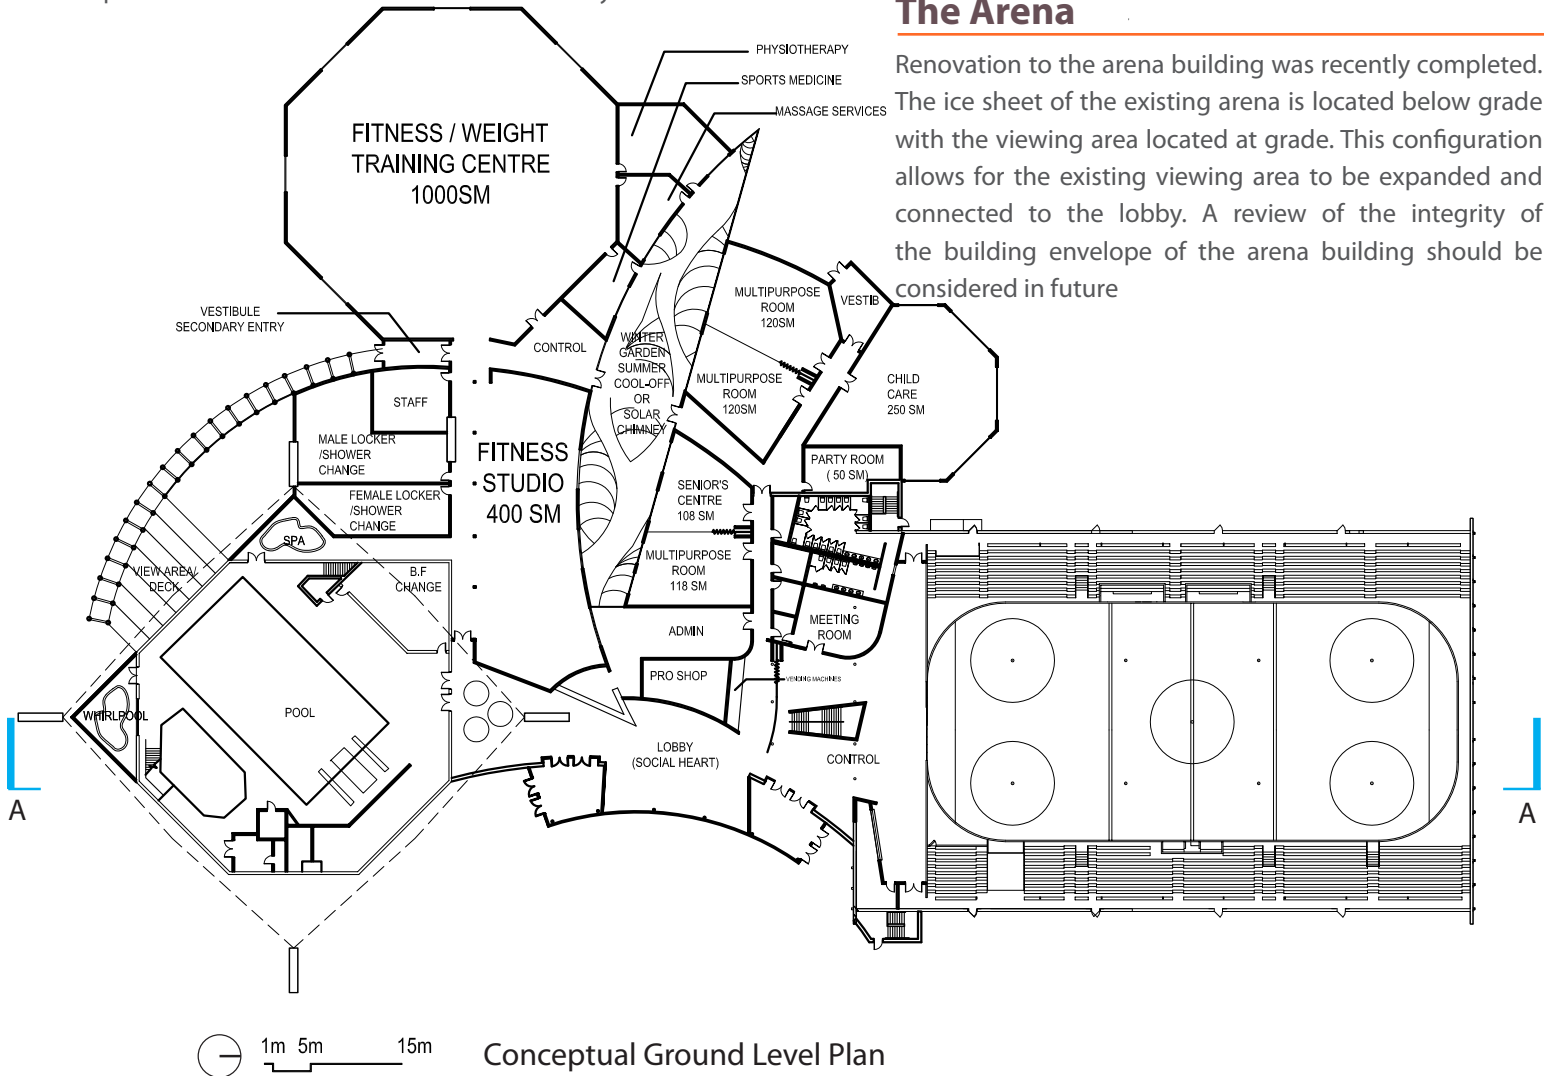 The Arena
Renovation to the arena building was recently completed.
The ice sheet of the existing arena is located below grade
with the viewing area located at grade. This configuration
allows for the existing viewing area to be expanded and
connected to the lobby. A review of the integrity of
the building envelope of the arena building should be
considered in future
PHYSIOTHERAPY
SPORTS MEDICINE
MASSAGE SERVICES
FITNESS / WEIGHT
TRAINING CENTRE
1000SM
VESTIBULE
SECONDARY ENTRY
CONTROL
WINTER
GARDEN
SUMMER
COOL-OFF
OR
SOLAR
CHIMNEY
MULTIPURPOSE
ROOM
120SM
VESTIB
MULTIPURPOSE
ROOM
120SM
CHILD
CARE
250 SM
STAFF
MALE LOCKER
/SHOWER
CHANGE
FITNESS
STUDIO
400 SM
PARTY ROOM
( 50 SM)
FEMALE LOCKER
/SHOWER
CHANGE
SENIOR'S
CENTRE
108 SM
SPA
VIEW AREA/
DECK
B.F
CHANGE
MULTIPURPOSE
ROOM
118 SM
MEETING
ROOM
ADMIN
PRO SHOP
VENDING MACHINES
WHIRLPOOL
POOL
LOBBY
(SOCIAL HEART)
CONTROL
A
A
1m 5m 15m
Conceptual Ground Level Plan